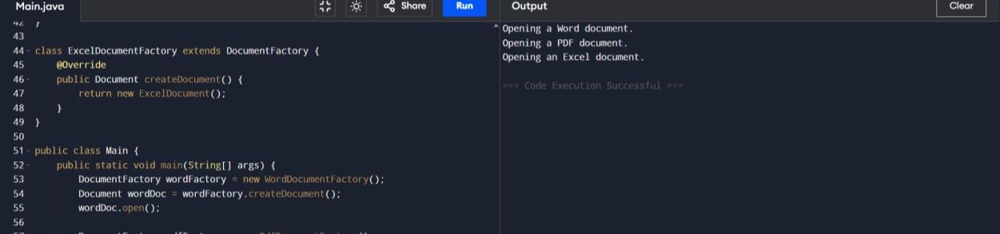 Main.java
Share
Run
Output
Clear
42 }
43
44 class ExcelDocumentFactory extends DocumentFactory {
45 @Override
46 public Document createDocument() {
47 return new ExcelDocument();
48 }
49 }
50
51 public class Main {
52 public static void main(String[] args) {
53 DocumentFactory wordFactory = new WordDocumentFactory();
54 Document wordDoc = wordFactory.createDocument();
55 wordDoc.open();
56
Opening a Word document.
Opening a PDF document.
Opening an Excel document.
=== Code Execution Successful ===